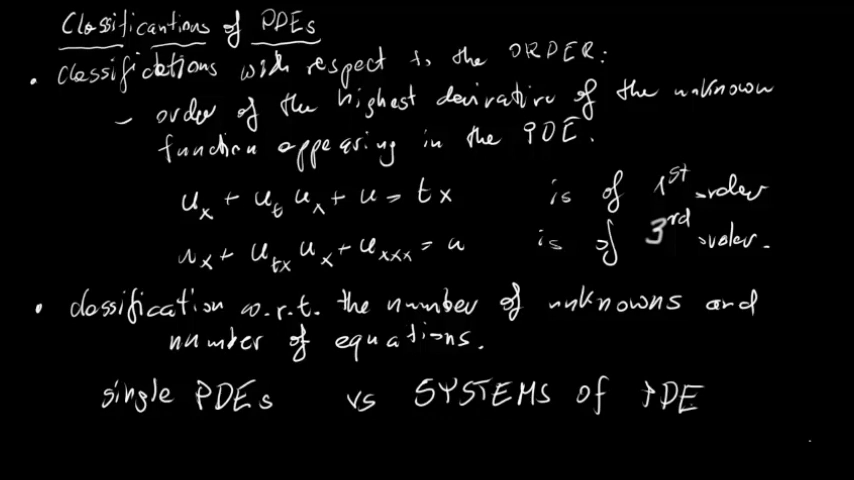 Classifications of PDEs
• classifications with respect to the ORDER:
- order of the highest derivative of the unknown
function appearing in the PDE.
u_x + u_t u_x + u = tx is of 1st order
u_x + u_tx u_x + u_xxx = u is of 3rd order.
• classification w.r.t. the number of unknowns and
number of equations.
single PDEs vs SYSTEMS of PDE